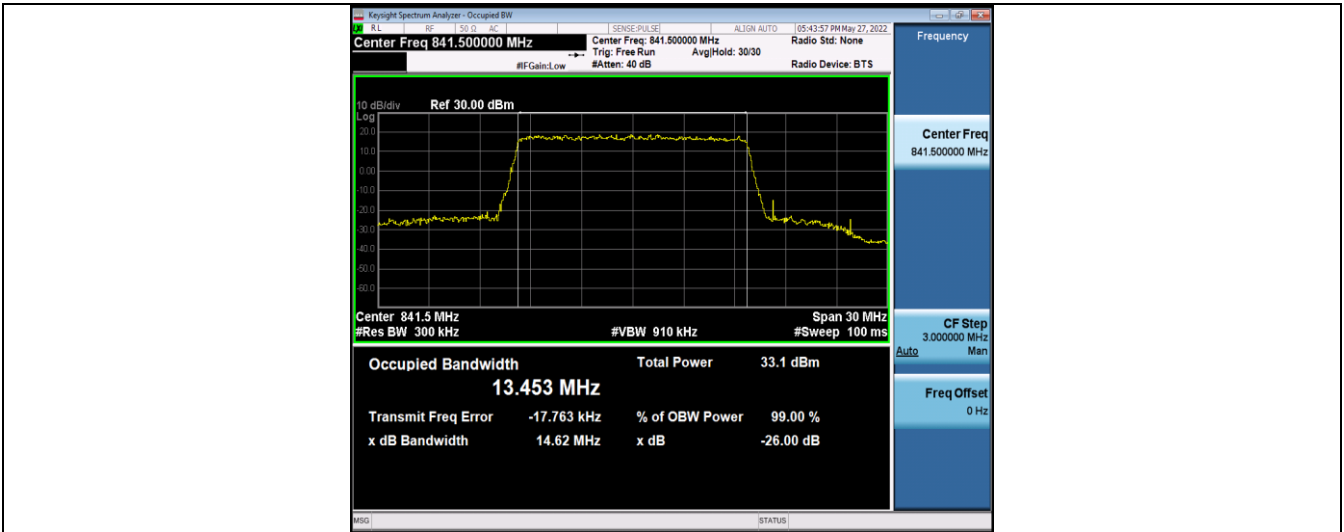 Keysight Spectrum Analyzer - Occupied BW
RL RF 50 Ω AC SENSE:PULSE ALIGN AUTO 05:43:57 PM May 27, 2022
Center Freq 841.500000 MHz Center Freq: 841.500000 MHz Radio Std: None
Trig: Free Run Avg|Hold: 30/30
#IFGain:Low #Atten: 40 dB Radio Device: BTS
Frequency
10 dB/div Ref 30.00 dBm
Log
20.0
10.0
0.00
-10.0
-20.0
-30.0
-40.0
-50.0
-60.0
Center 841.5 MHz Span 30 MHz
#Res BW 300 kHz #VBW 910 kHz #Sweep 100 ms
Center Freq
841.500000 MHz
CF Step
3.000000 MHz
Auto Man
Freq Offset
0 Hz
Occupied Bandwidth Total Power 33.1 dBm
13.453 MHz
Transmit Freq Error -17.763 kHz % of OBW Power 99.00 %
x dB Bandwidth 14.62 MHz x dB -26.00 dB
MSG STATUS